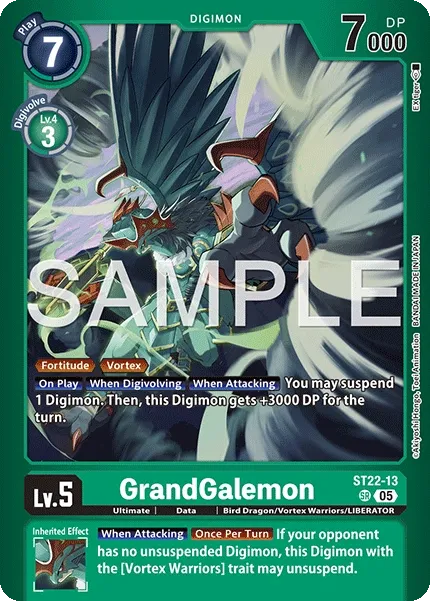 DIGIMON
Play
7
7000
DP
Digivolve
Lv.4
3
SAMPLE
Fortitude Vortex
On Play When Digivolving When Attacking You may suspend
1 Digimon. Then, this Digimon gets +3000 DP for the
turn.
Lv.5
GrandGalemon
ST22-13
SR 05
Ultimate Data Bird Dragon/Vortex Warriors/LIBERATOR
Inherited Effect
When Attacking Once Per Turn If your opponent
has no unsuspended Digimon, this Digimon with
the [Vortex Warriors] trait may unsuspend.
©Akiyoshi Hongo, Toei Animation BANDAI MADE IN JAPAN